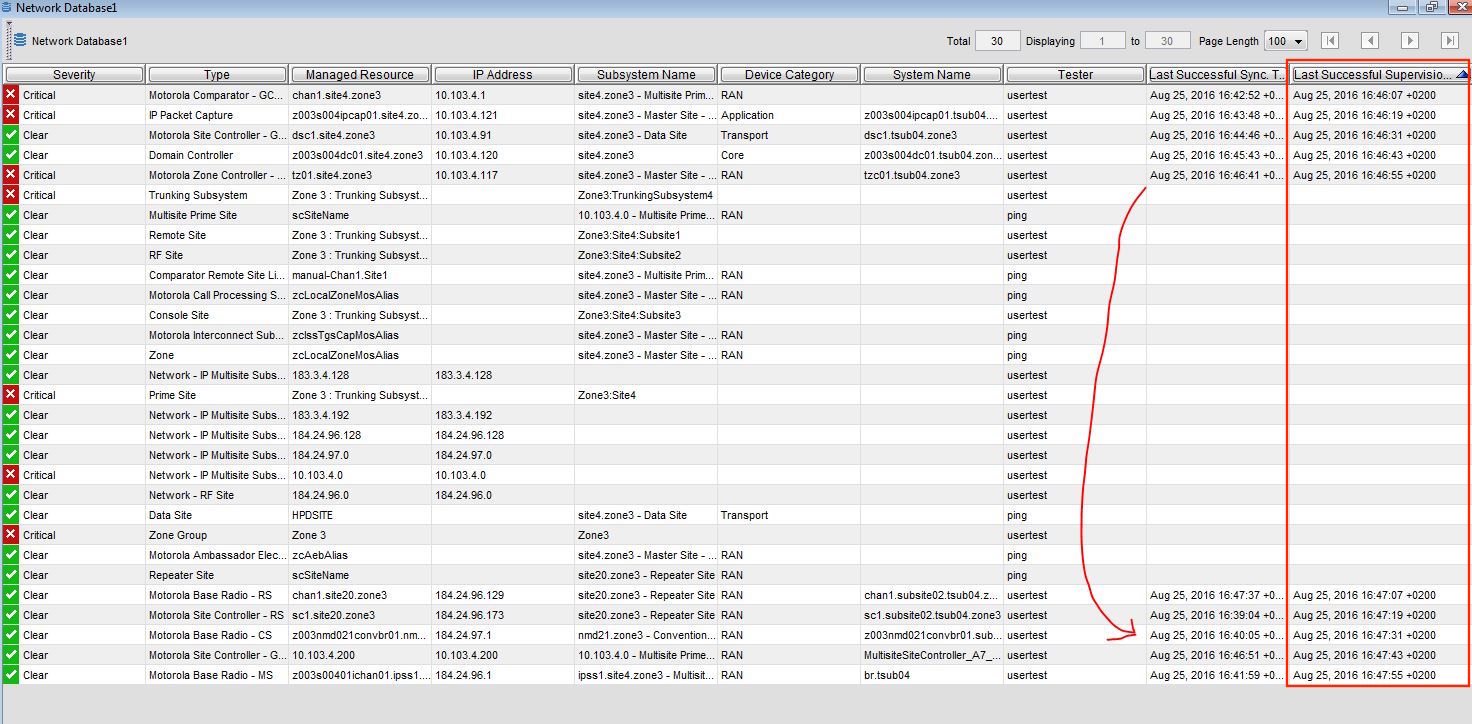 Network Database1
Network Database1 Total 30 Displaying 1 to 30 Page Length 100
Severity Type Managed Resource IP Address Subsystem Name Device Category System Name Tester Last Successful Sync. T... Last Successful Supervisio...
Critical Motorola Comparator - GC... chan1.site4.zone3 10.103.4.1 site4.zone3 - Multisite Prim... RAN usertest Aug 25, 2016 16:42:52 +0... Aug 25, 2016 16:46:07 +0200
Critical IP Packet Capture z003s004ipcap01.site4.zo... 10.103.4.121 site4.zone3 - Master Site - ... Application z003s004ipcap01.tsub04.... usertest Aug 25, 2016 16:43:48 +0... Aug 25, 2016 16:46:19 +0200
Clear Motorola Site Controller - G... dsc1.site4.zone3 10.103.4.91 site4.zone3 - Data Site Transport dsc1.tsub04.zone3 usertest Aug 25, 2016 16:44:46 +0... Aug 25, 2016 16:46:31 +0200
Clear Domain Controller z003s004dc01.site4.zone3 10.103.4.120 site4.zone3 Core z003s004dc01.tsub04.zon... usertest Aug 25, 2016 16:45:43 +0... Aug 25, 2016 16:46:43 +0200
Critical Motorola Zone Controller - ... tz01.site4.zone3 10.103.4.117 site4.zone3 - Master Site - ... RAN tzc01.tsub04.zone3 usertest Aug 25, 2016 16:46:41 +0... Aug 25, 2016 16:46:55 +0200
Critical Trunking Subsystem Zone 3 : Trunking Subsyst... Zone3:TrunkingSubsystem4 usertest
Clear Multisite Prime Site scSiteName 10.103.4.0 - Multisite Prime... RAN ping
Clear Remote Site Zone 3 : Trunking Subsyst... Zone3:Site4:Subsite1 usertest
Clear RF Site Zone 3 : Trunking Subsyst... Zone3:Site4:Subsite2 usertest
Clear Comparator Remote Site Li... manual-Chan1.Site1 site4.zone3 - Multisite Prim... RAN ping
Clear Motorola Call Processing S... zcLocalZoneMosAlias site4.zone3 - Master Site - ... RAN ping
Clear Console Site Zone 3 : Trunking Subsyst... Zone3:Site4:Subsite3 usertest
Clear Motorola Interconnect Sub... zcIssTgsCapMosAlias site4.zone3 - Master Site - ... RAN ping
Clear Zone zcLocalZoneMosAlias site4.zone3 - Master Site - ... RAN ping
Clear Network - IP Multisite Subs... 183.3.4.128 183.3.4.128 usertest
Critical Prime Site Zone 3 : Trunking Subsyst... Zone3:Site4 usertest
Clear Network - IP Multisite Subs... 183.3.4.192 183.3.4.192 usertest
Clear Network - IP Multisite Subs... 184.24.96.128 184.24.96.128 usertest
Clear Network - IP Multisite Subs... 184.24.97.0 184.24.97.0 usertest
Critical Network - IP Multisite Subs... 10.103.4.0 10.103.4.0 usertest
Clear Network - RF Site 184.24.96.0 184.24.96.0 usertest
Clear Data Site HPDSITE site4.zone3 - Data Site Transport ping
Critical Zone Group Zone 3 Zone3 usertest
Clear Motorola Ambassador Elec... zcAebAlias site4.zone3 - Master Site - ... RAN ping
Clear Repeater Site scSiteName site20.zone3 - Repeater Site RAN ping
Clear Motorola Base Radio - RS chan1.site20.zone3 184.24.96.129 site20.zone3 - Repeater Site RAN chan1.subsite02.tsub04.z... usertest Aug 25, 2016 16:47:37 +0... Aug 25, 2016 16:47:07 +0200
Clear Motorola Site Controller - RS sc1.site20.zone3 184.24.96.173 site20.zone3 - Repeater Site RAN sc1.subsite02.tsub04.zone3 usertest Aug 25, 2016 16:39:04 +0... Aug 25, 2016 16:47:19 +0200
Clear Motorola Base Radio - CS z003nmd021convbr01.nm... 184.24.97.1 nmd21.zone3 - Convention... RAN z003nmd021convbr01.sub... usertest Aug 25, 2016 16:40:05 +0... Aug 25, 2016 16:47:31 +0200
Clear Motorola Site Controller - G... 10.103.4.200 10.103.4.200 10.103.4.0 - Multisite Prime... RAN MultisiteSiteController_A7_... usertest Aug 25, 2016 16:46:51 +0... Aug 25, 2016 16:47:43 +0200
Clear Motorola Base Radio - MS z003s00401ichan01.ipss1.... 184.24.96.1 ipss1.site4.zone3 - Multisit... RAN br.tsub04 usertest Aug 25, 2016 16:41:59 +0... Aug 25, 2016 16:47:55 +0200